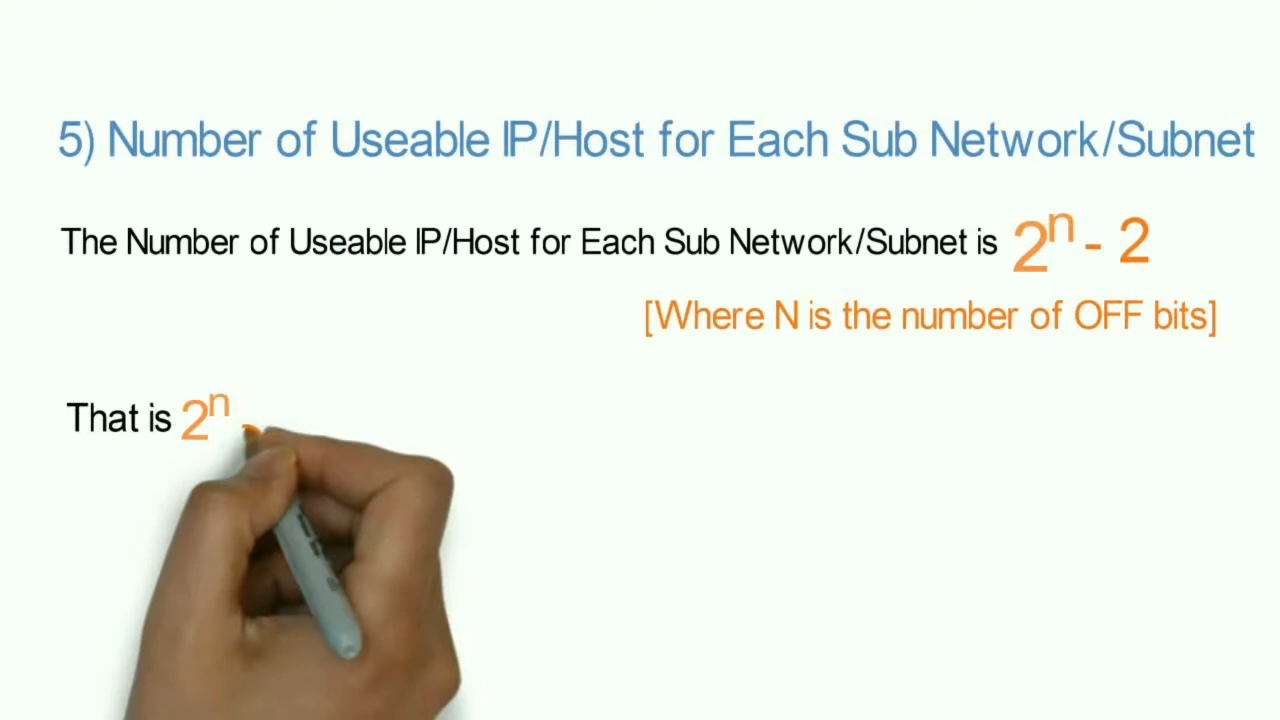 5) Number of Useable IP/Host for Each Sub Network/Subnet
The Number of Useable IP/Host for Each Sub Network/Subnet is 2ⁿ - 2
[Where N is the number of OFF bits]
That is 2ⁿ